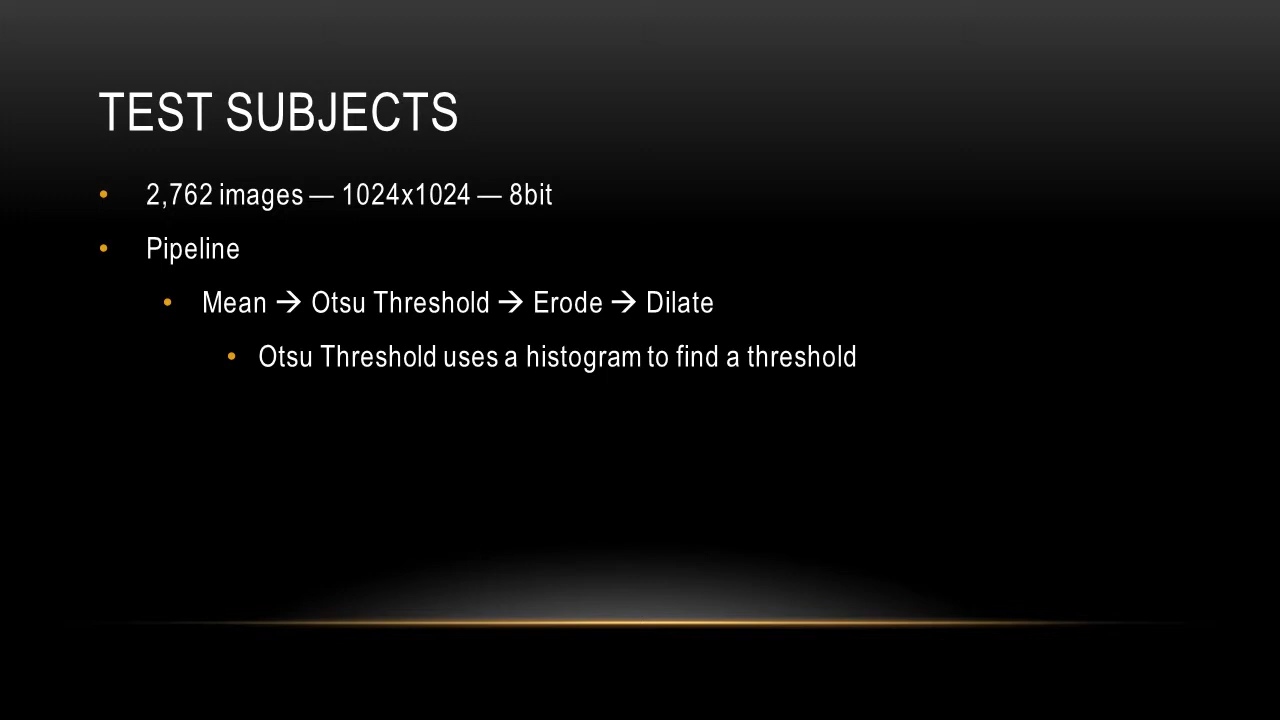 TEST SUBJECTS
• 2,762 images — 1024x1024 — 8bit
• Pipeline
• Mean → Otsu Threshold → Erode → Dilate
• Otsu Threshold uses a histogram to find a threshold